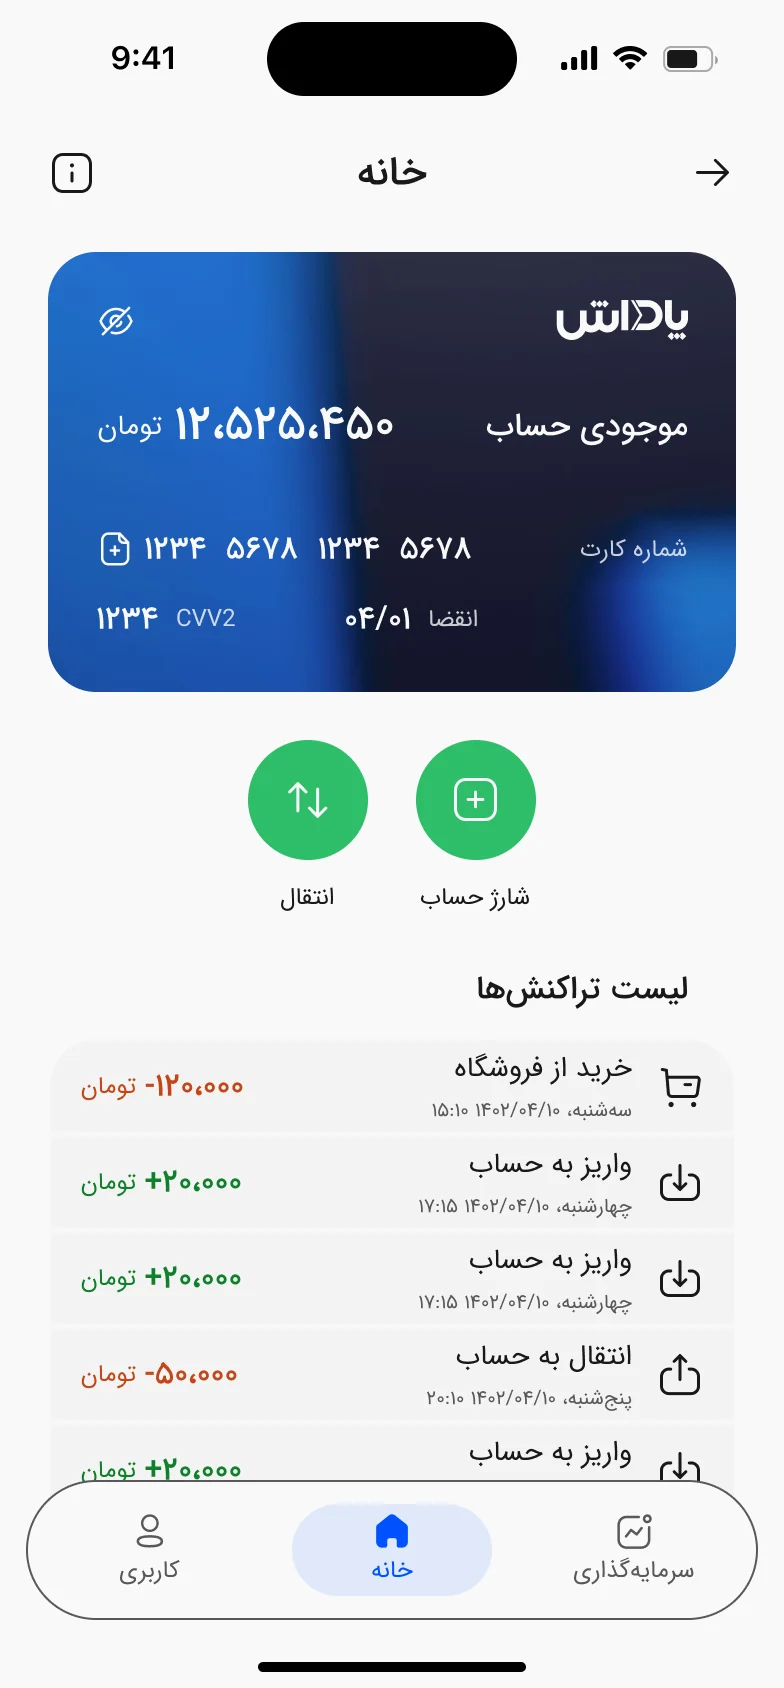 9:41
خانه
پاداش
موجودی حساب ۱۲،۵۲۵،۴۵۰ تومان
شماره کارت ۱۲۳۴ ۵۶۷۸ ۱۲۳۴ ۵۶۷۸
انقضا ۰۴/۰۱ CVV2 ۱۲۳۴
شارژ حساب
انتقال
لیست تراکنش‌ها
خرید از فروشگاه
-۱۲۰،۰۰۰ تومان
سه‌شنبه، ۱۴۰۲/۰۴/۱۰ ۱۵:۱۰
واریز به حساب
+۲۰،۰۰۰ تومان
چهارشنبه، ۱۴۰۲/۰۴/۱۰ ۱۷:۱۵
واریز به حساب
+۲۰،۰۰۰ تومان
چهارشنبه، ۱۴۰۲/۰۴/۱۰ ۱۷:۱۵
انتقال به حساب
-۵۰،۰۰۰ تومان
پنج‌شنبه، ۱۴۰۲/۰۴/۱۰ ۲۰:۱۰
واریز به حساب
+۲۰،۰۰۰ تومان
سرمایه‌گذاری
خانه
کاربری